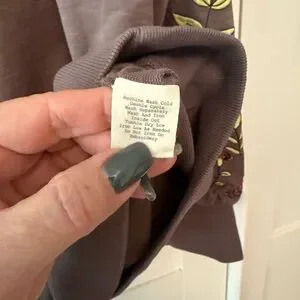 Machine Wash Cold
Gentle Cycle
Wash Separately
Wash And Iron
Inside Out
Tumble Dry Low
Iron Low As Needed
Do Not Iron On
Embroidery